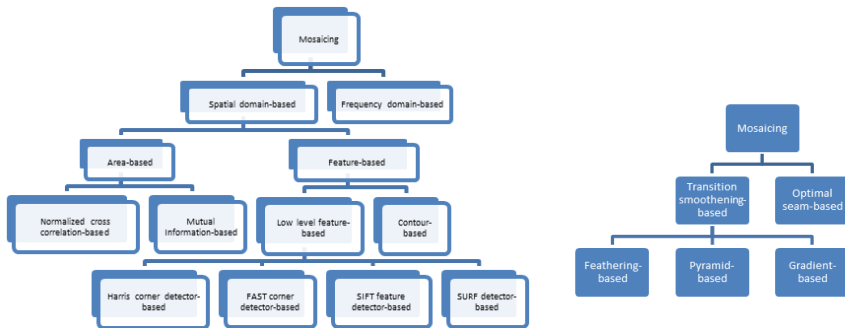 Mosaicing
Spatial domain-based
Frequency domain-based
Area-based
Feature-based
Normalized cross
correlation-based
Mutual
Information-based
Low level feature-
based
Contour-
based
Harris corner detector-
based
FAST corner
detector-based
SIFT feature
detector-based
SURF detector-
based
Mosaicing
Transition
smoothening-
based
Optimal
seam-based
Feathering-
based
Pyramid-
based
Gradient-
based